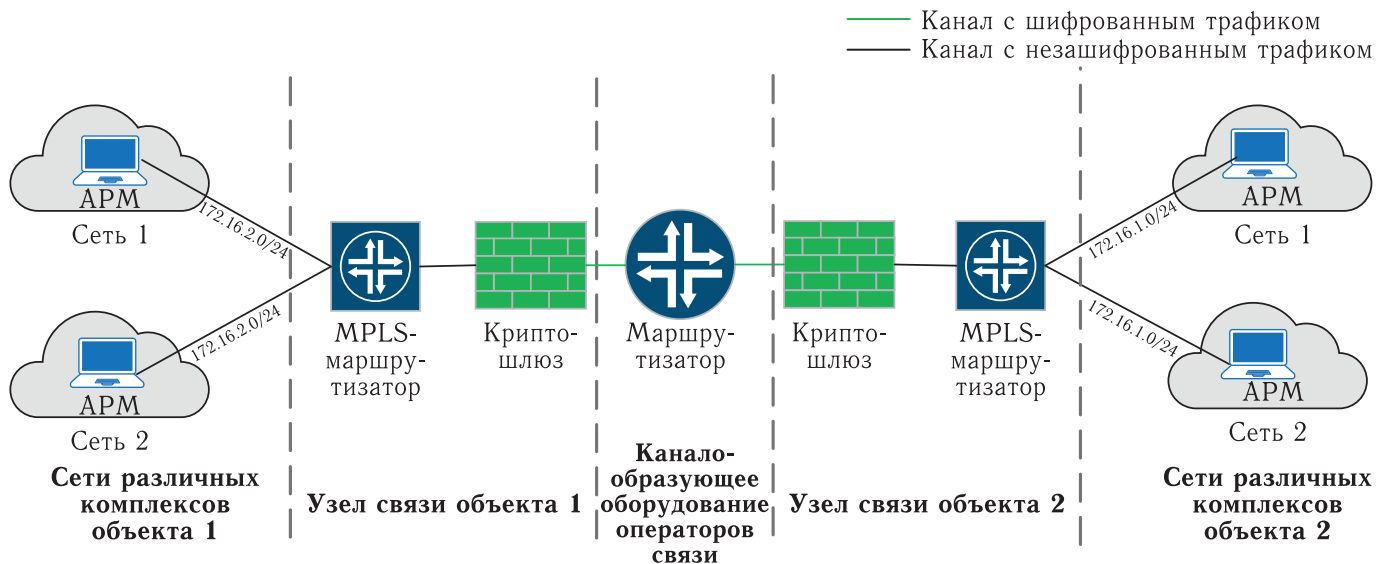 Канал с шифрованным трафиком
Канал с незашифрованным трафиком
АРМ
Сеть 1
172.16.2.0/24
АРМ
Сеть 2
172.16.2.0/24
MPLS-
маршру-
тизатор
Крипто-
шлюз
Маршру-
тизатор
Крипто-
шлюз
MPLS-
маршру-
тизатор
172.16.1.0/24
АРМ
Сеть 1
172.16.1.0/24
АРМ
Сеть 2
Сети различных
комплексов
объекта 1
Узел связи объекта 1
Канало-
образующее
оборудование
операторов
связи
Узел связи объекта 2
Сети различных
комплексов
объекта 2